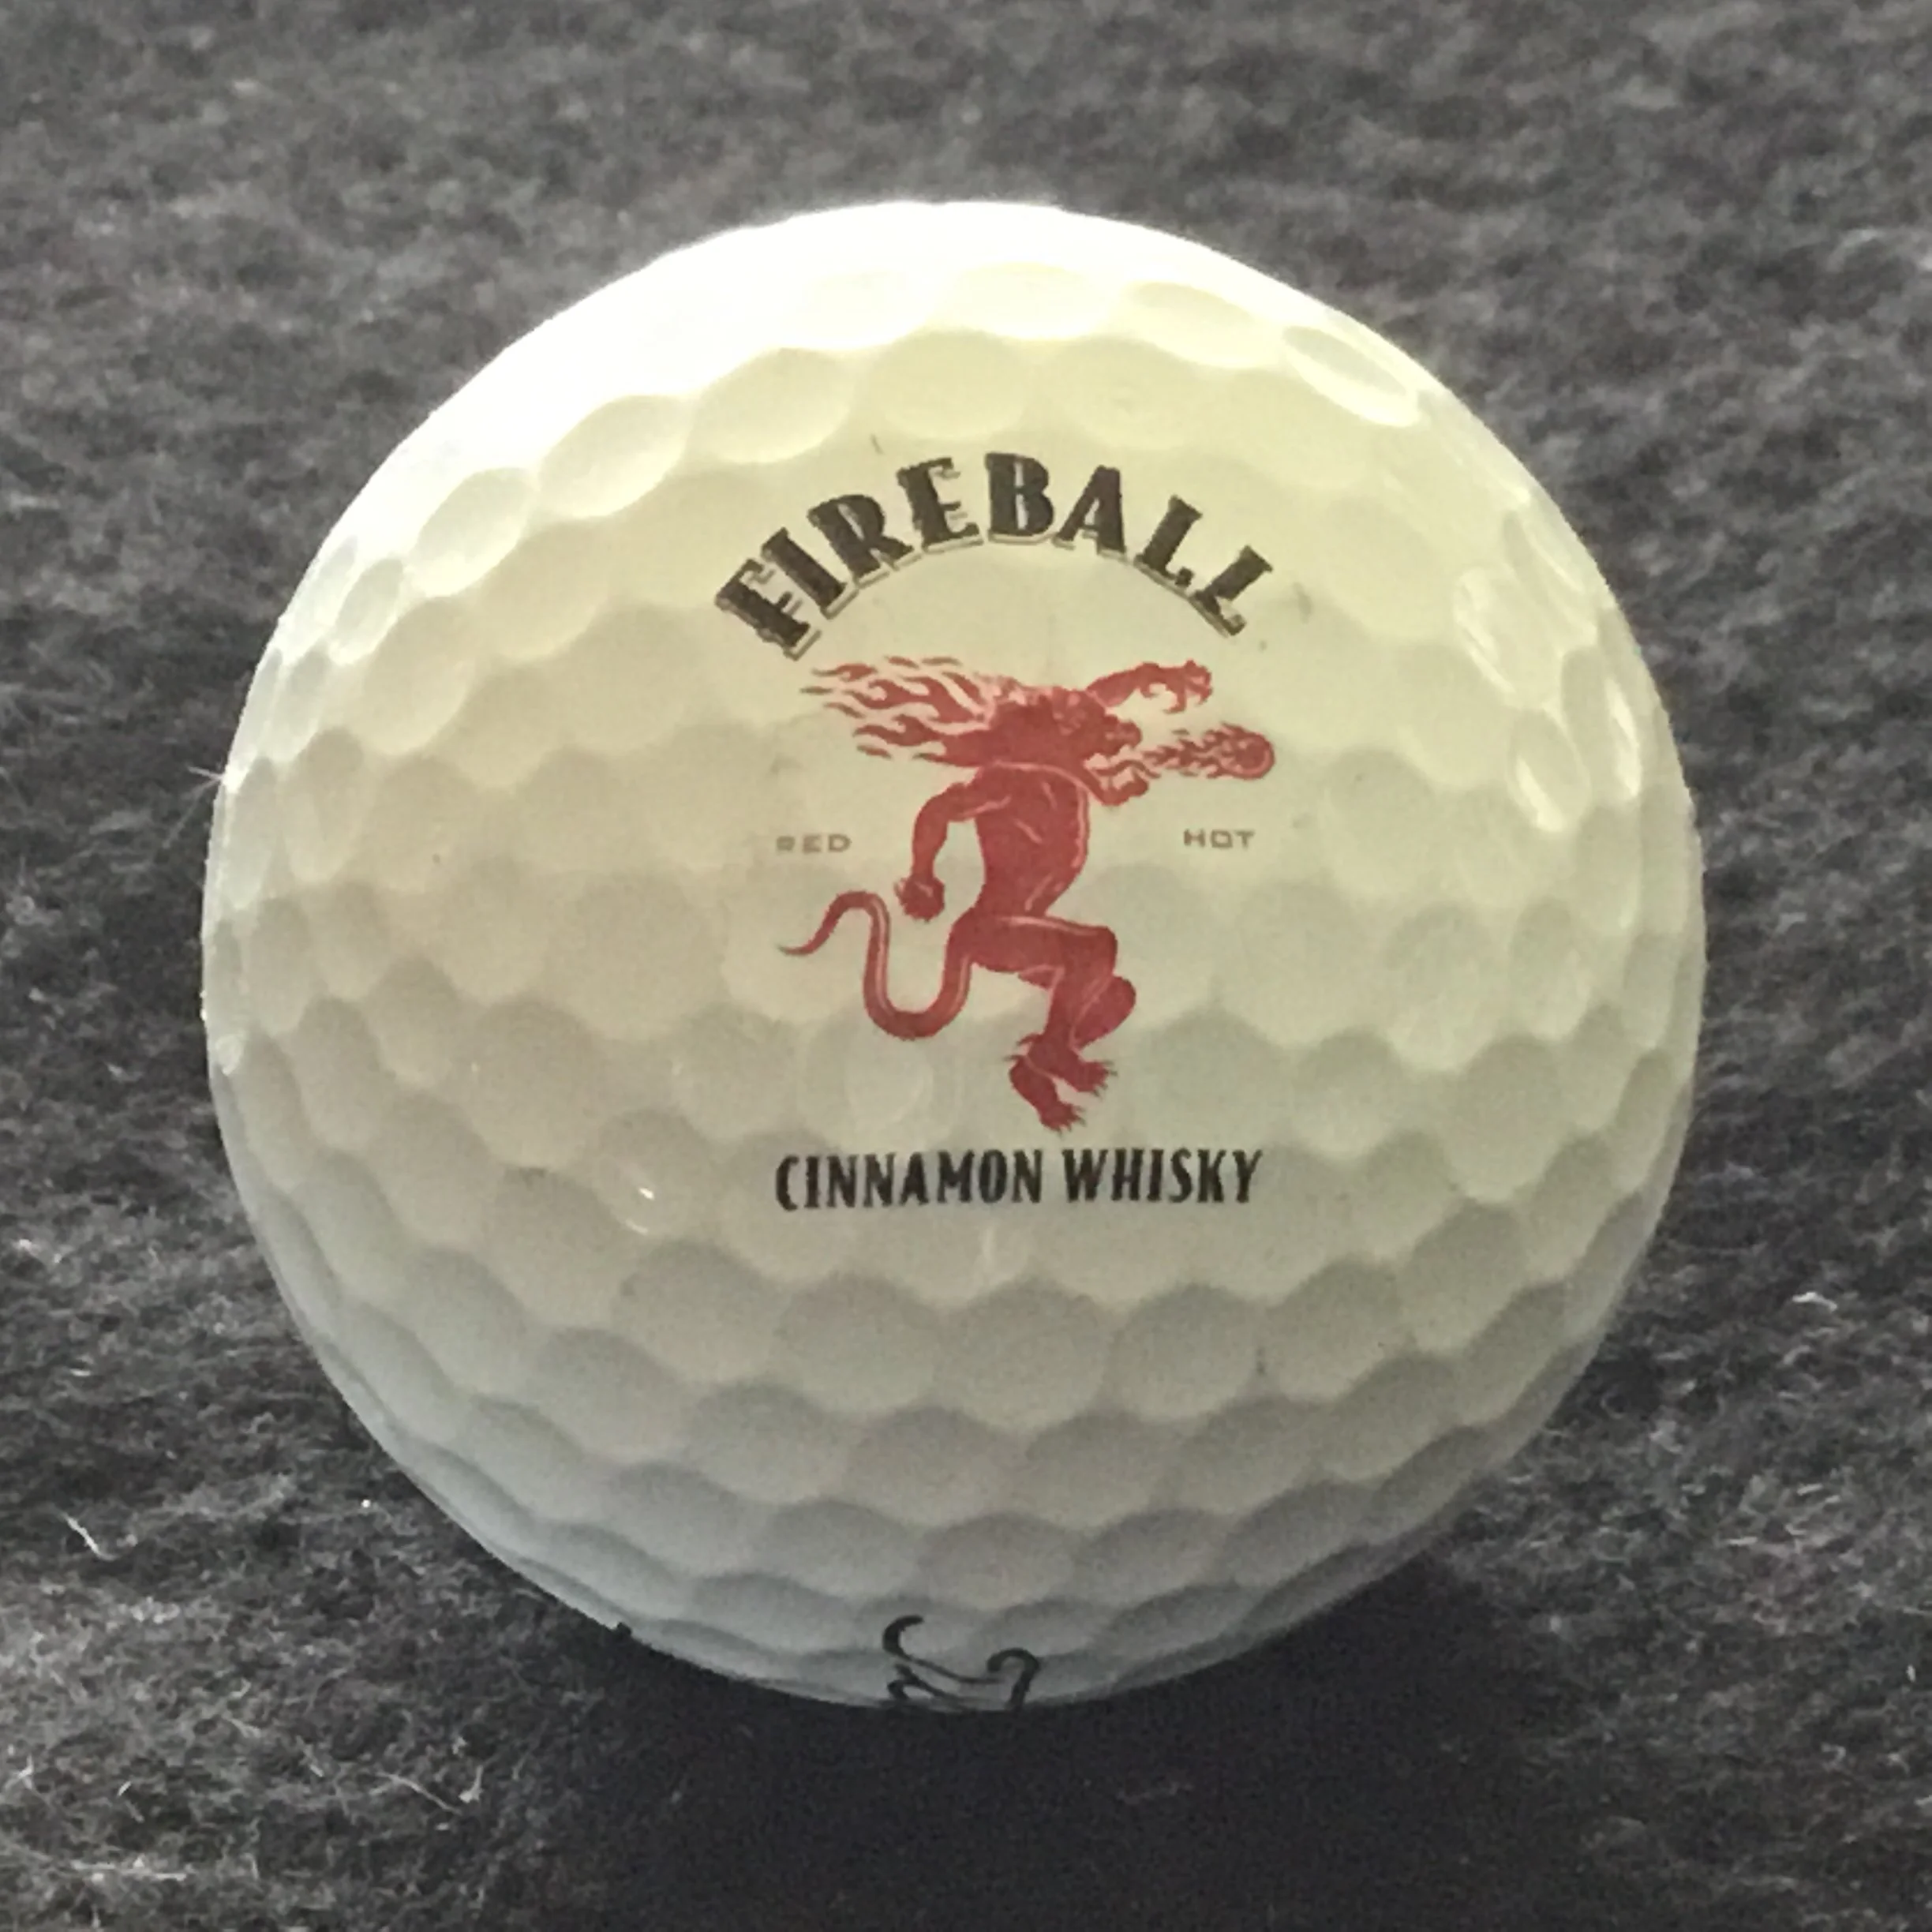 FIREBALL
RED HOT
CINNAMON WHISKY